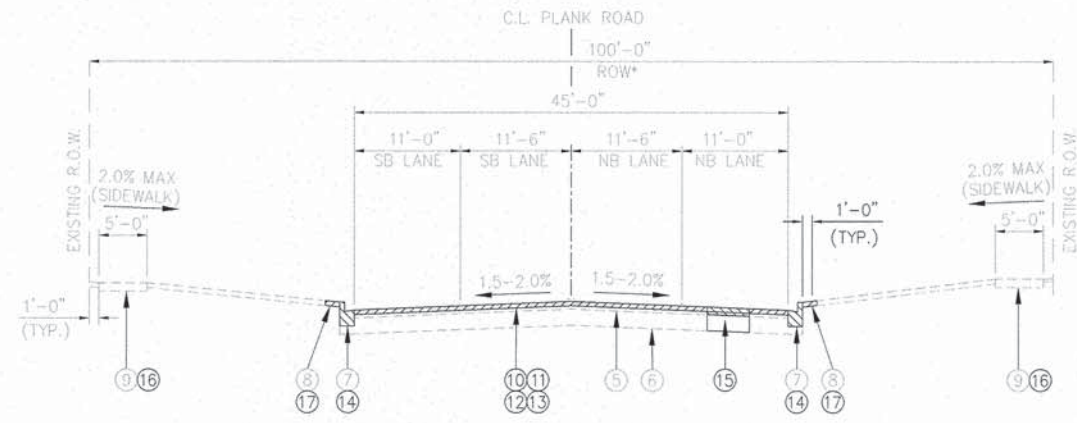 C.L. PLANK ROAD
100'-0"
ROW*
45'-0"
11'-0" 11'-6" 11'-6" 11'-0"
SB LANE SB LANE NB LANE NB LANE
EXISTING R.O.W.
2.0% MAX
(SIDEWALK)
5'-0"
2.0% MAX
(SIDEWALK)
5'-0"
EXISTING R.O.W.
1'-0"
(TYP.)
1.5-2.0% 1.5-2.0%
1'-0"
(TYP.)
9 16 8 7 10 11 5 6 15 7 8 9 16
17 14 12 13 14 17